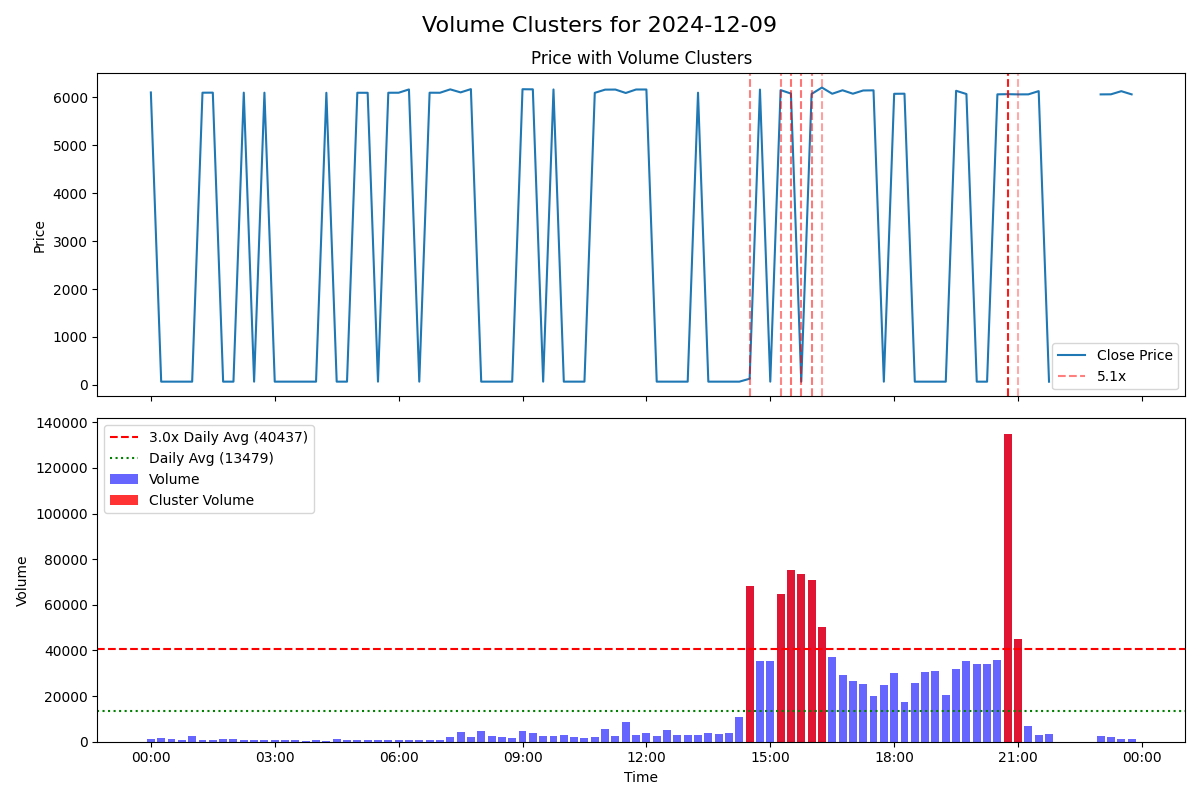 Volume Clusters for 2024-12-09
Price with Volume Clusters
6000
5000
4000
3000
2000
1000
0
Price
Close Price
5.1x
140000
120000
100000
80000
60000
40000
20000
0
Volume
3.0x Daily Avg (40437)
Daily Avg (13479)
Volume
Cluster Volume
00:00 03:00 06:00 09:00 12:00 15:00 18:00 21:00 00:00
Time